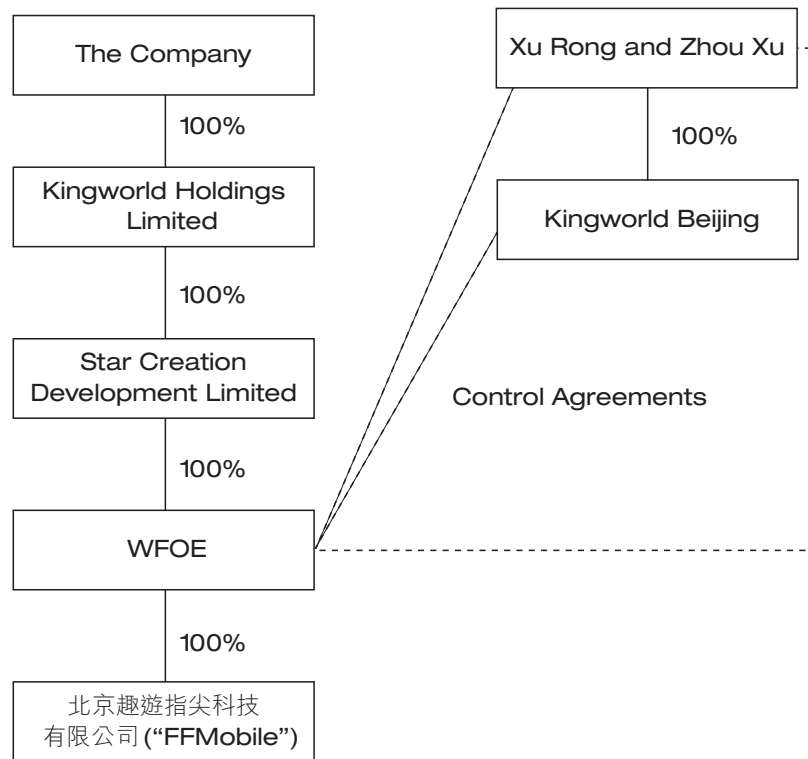 The Company
100%
Kingworld Holdings
Limited
100%
Star Creation
Development Limited
100%
WFOE
100%
北京趣遊指尖科技
有限公司(“FFMobile”)
Xu Rong and Zhou Xu
100%
Kingworld Beijing
Control Agreements